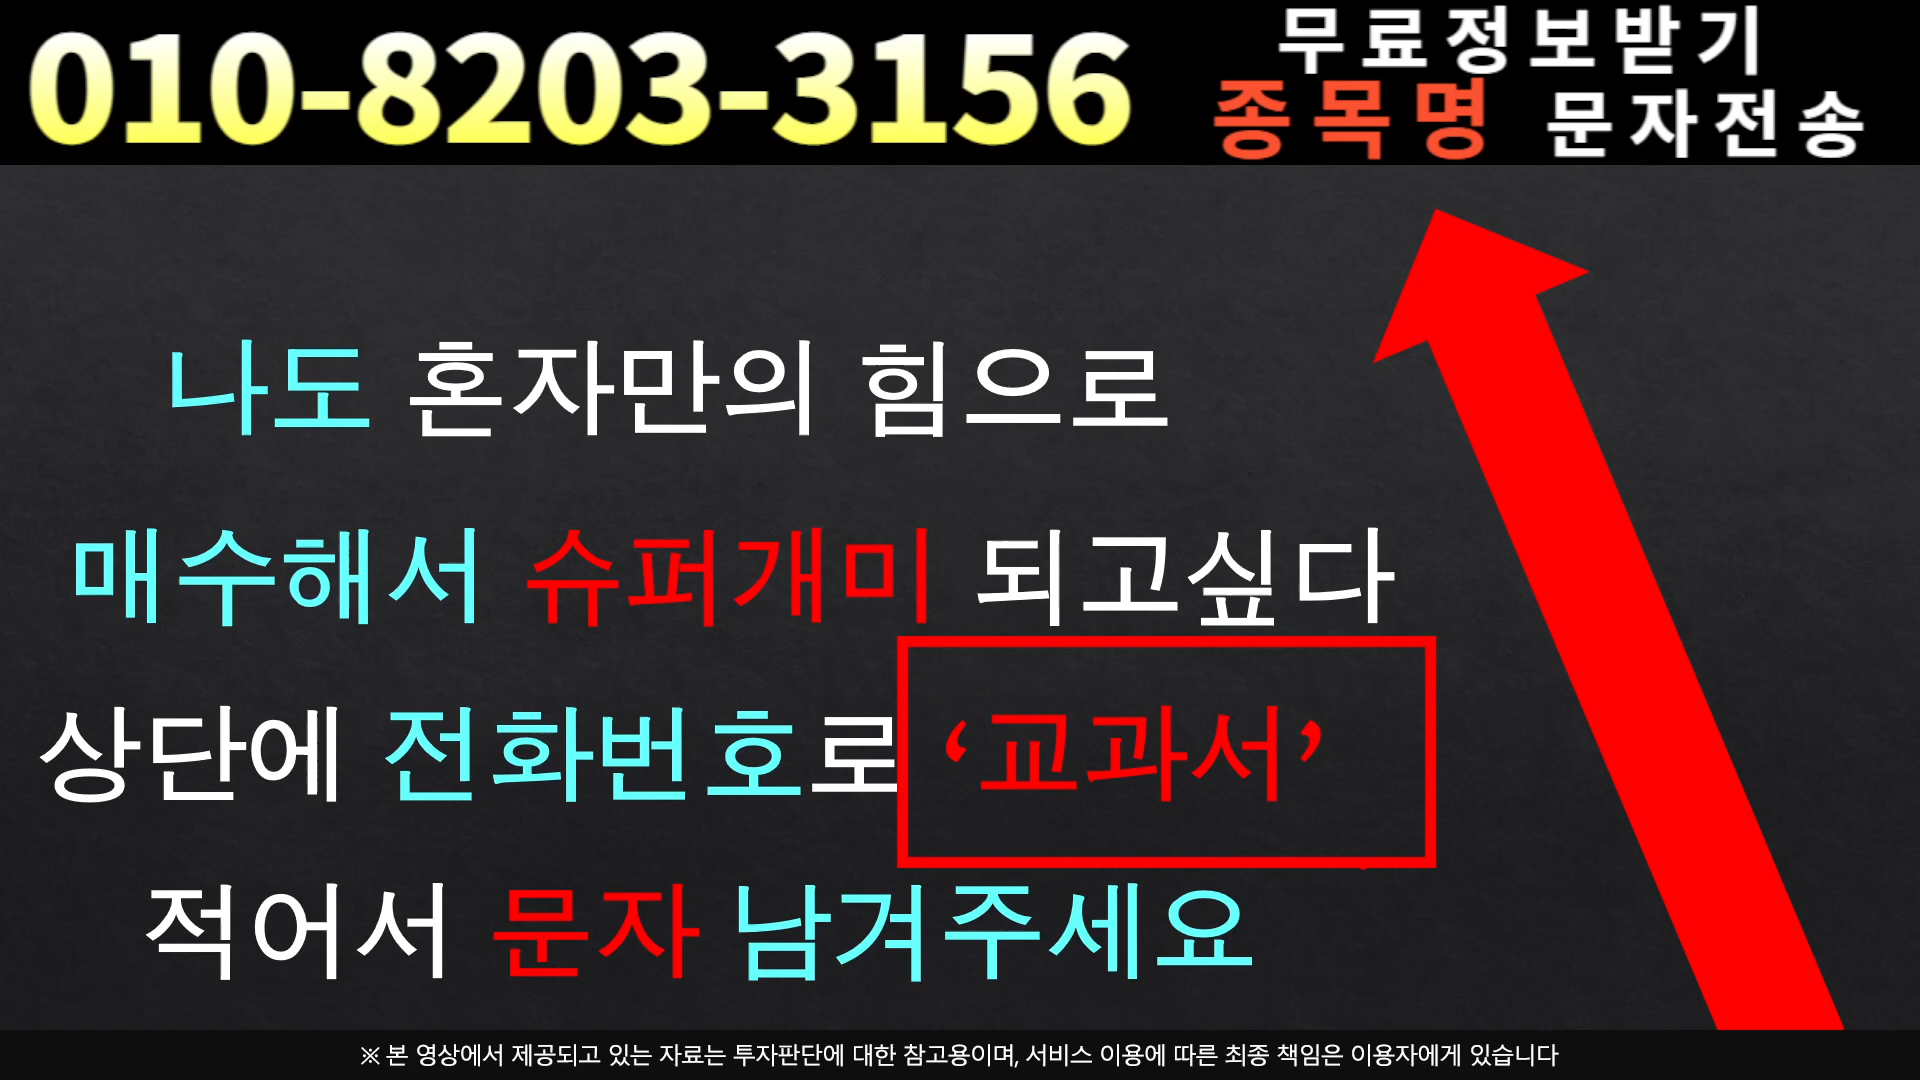 010-8203-3156
무료정보받기
종목명 문자전송
나도 혼자만의 힘으로
매수해서 슈퍼개미 되고싶다
상단에 전화번호로 ‘교과서’
적어서 문자 남겨주세요
※ 본 영상에서 제공되고 있는 자료는 투자판단에 대한 참고용이며, 서비스 이용에 따른 최종 책임은 이용자에게 있습니다